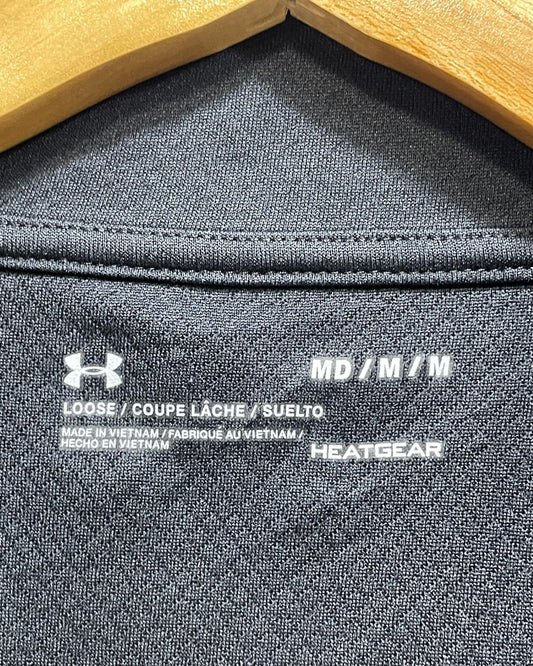 MD / M / M
LOOSE / COUPE LÂCHE / SUELTO
MADE IN VIETNAM / FABRIQUÉ AU VIETNAM /
HECHO EN VIETNAM
HEATGEAR